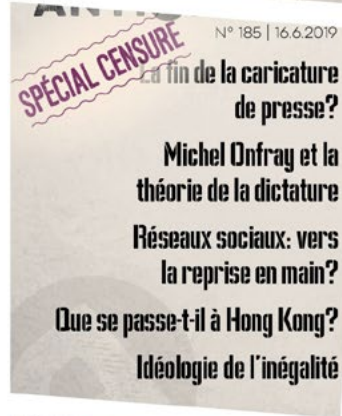 N° 185 | 16.6.2019
SPÉCIAL CENSURE
La fin de la caricature
de presse?
Michel Onfray et la
théorie de la dictature
Réseaux sociaux: vers
la reprise en main?
Que se passe-t-il à Hong Kong?
Idéologie de l'inégalité